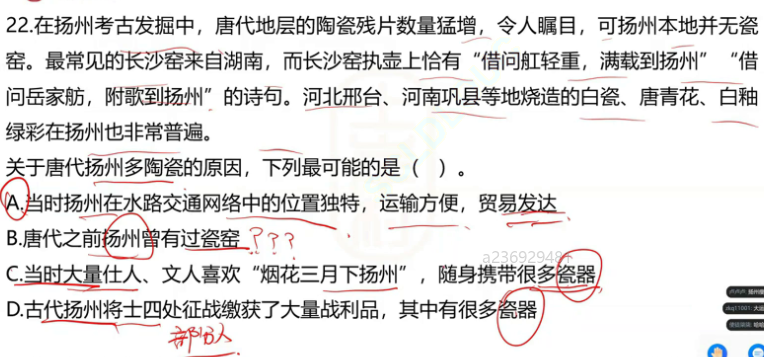 22.在扬州考古发掘中，唐代地层的陶瓷残片数量猛增，令人瞩目，可扬州本地并无瓷
窑。最常见的长沙窑来自湖南，而长沙窑执壶上恰有“借问舡轻重，满载到扬州”“借
问岳家舫，附歌到扬州”的诗句。河北邢台、河南巩县等地烧造的白瓷、唐青花、白釉
绿彩在扬州也非常普遍。
关于唐代扬州多陶瓷的原因，下列最可能的是（ ）。
A.当时扬州在水路交通网络中的位置独特，运输方便，贸易发达
B.唐代之前扬州曾有过瓷窑 ？？？
a236929484
C.当时大量仕人、文人喜欢“烟花三月下扬州”，随身携带很多瓷器
D.古代扬州将士四处征战缴获了大量战利品，其中有很多瓷器
部分人